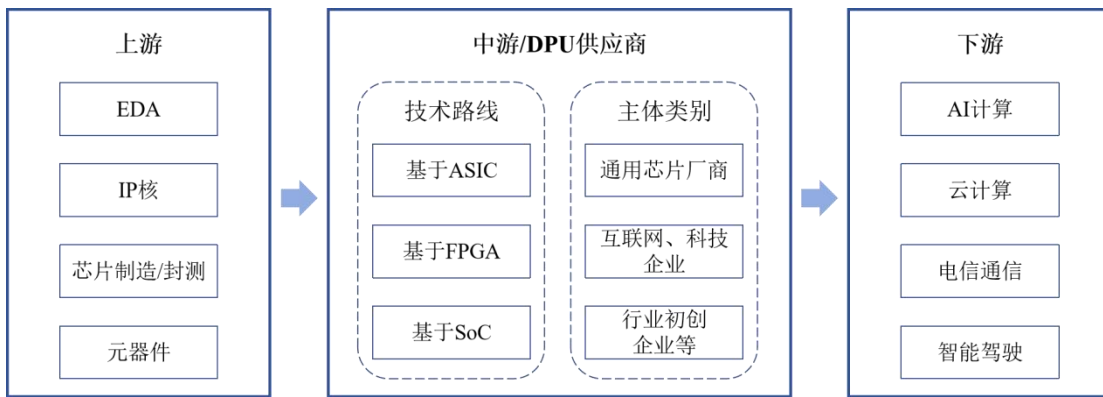 上游
EDA
IP核
芯片制造/封测
元器件
中游/DPU供应商
技术路线
基于ASIC
基于FPGA
基于SoC
主体类别
通用芯片厂商
互联网、科技
企业
行业初创
企业等
下游
AI计算
云计算
电信通信
智能驾驶